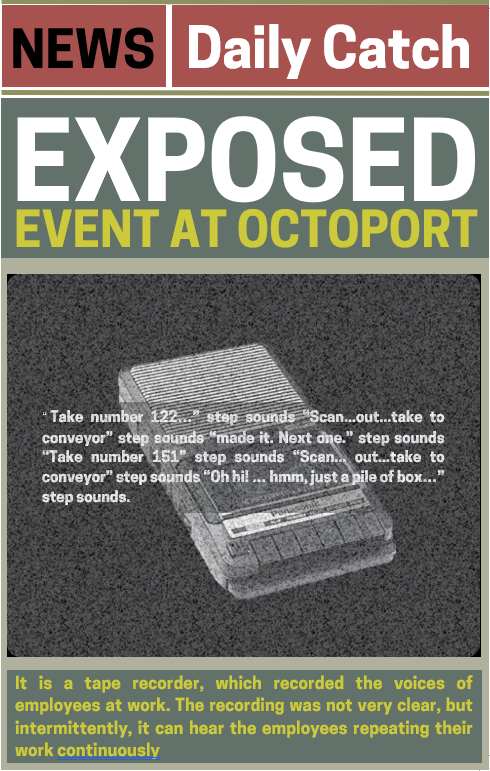 NEWS Daily Catch
EXPOSED
EVENT AT OCTOPORT
“Take number 122...” step sounds “Scan...out...take to
conveyor” step sounds “made it. Next one.” step sounds
“Take number 151” step sounds “Scan... out...take to
conveyor” step sounds “Oh hi! ... hmm, just a pile of box...”
step sounds.
It is a tape recorder, which recorded the voices of
employees at work. The recording was not very clear, but
intermittently, it can hear the employees repeating their
work continuously